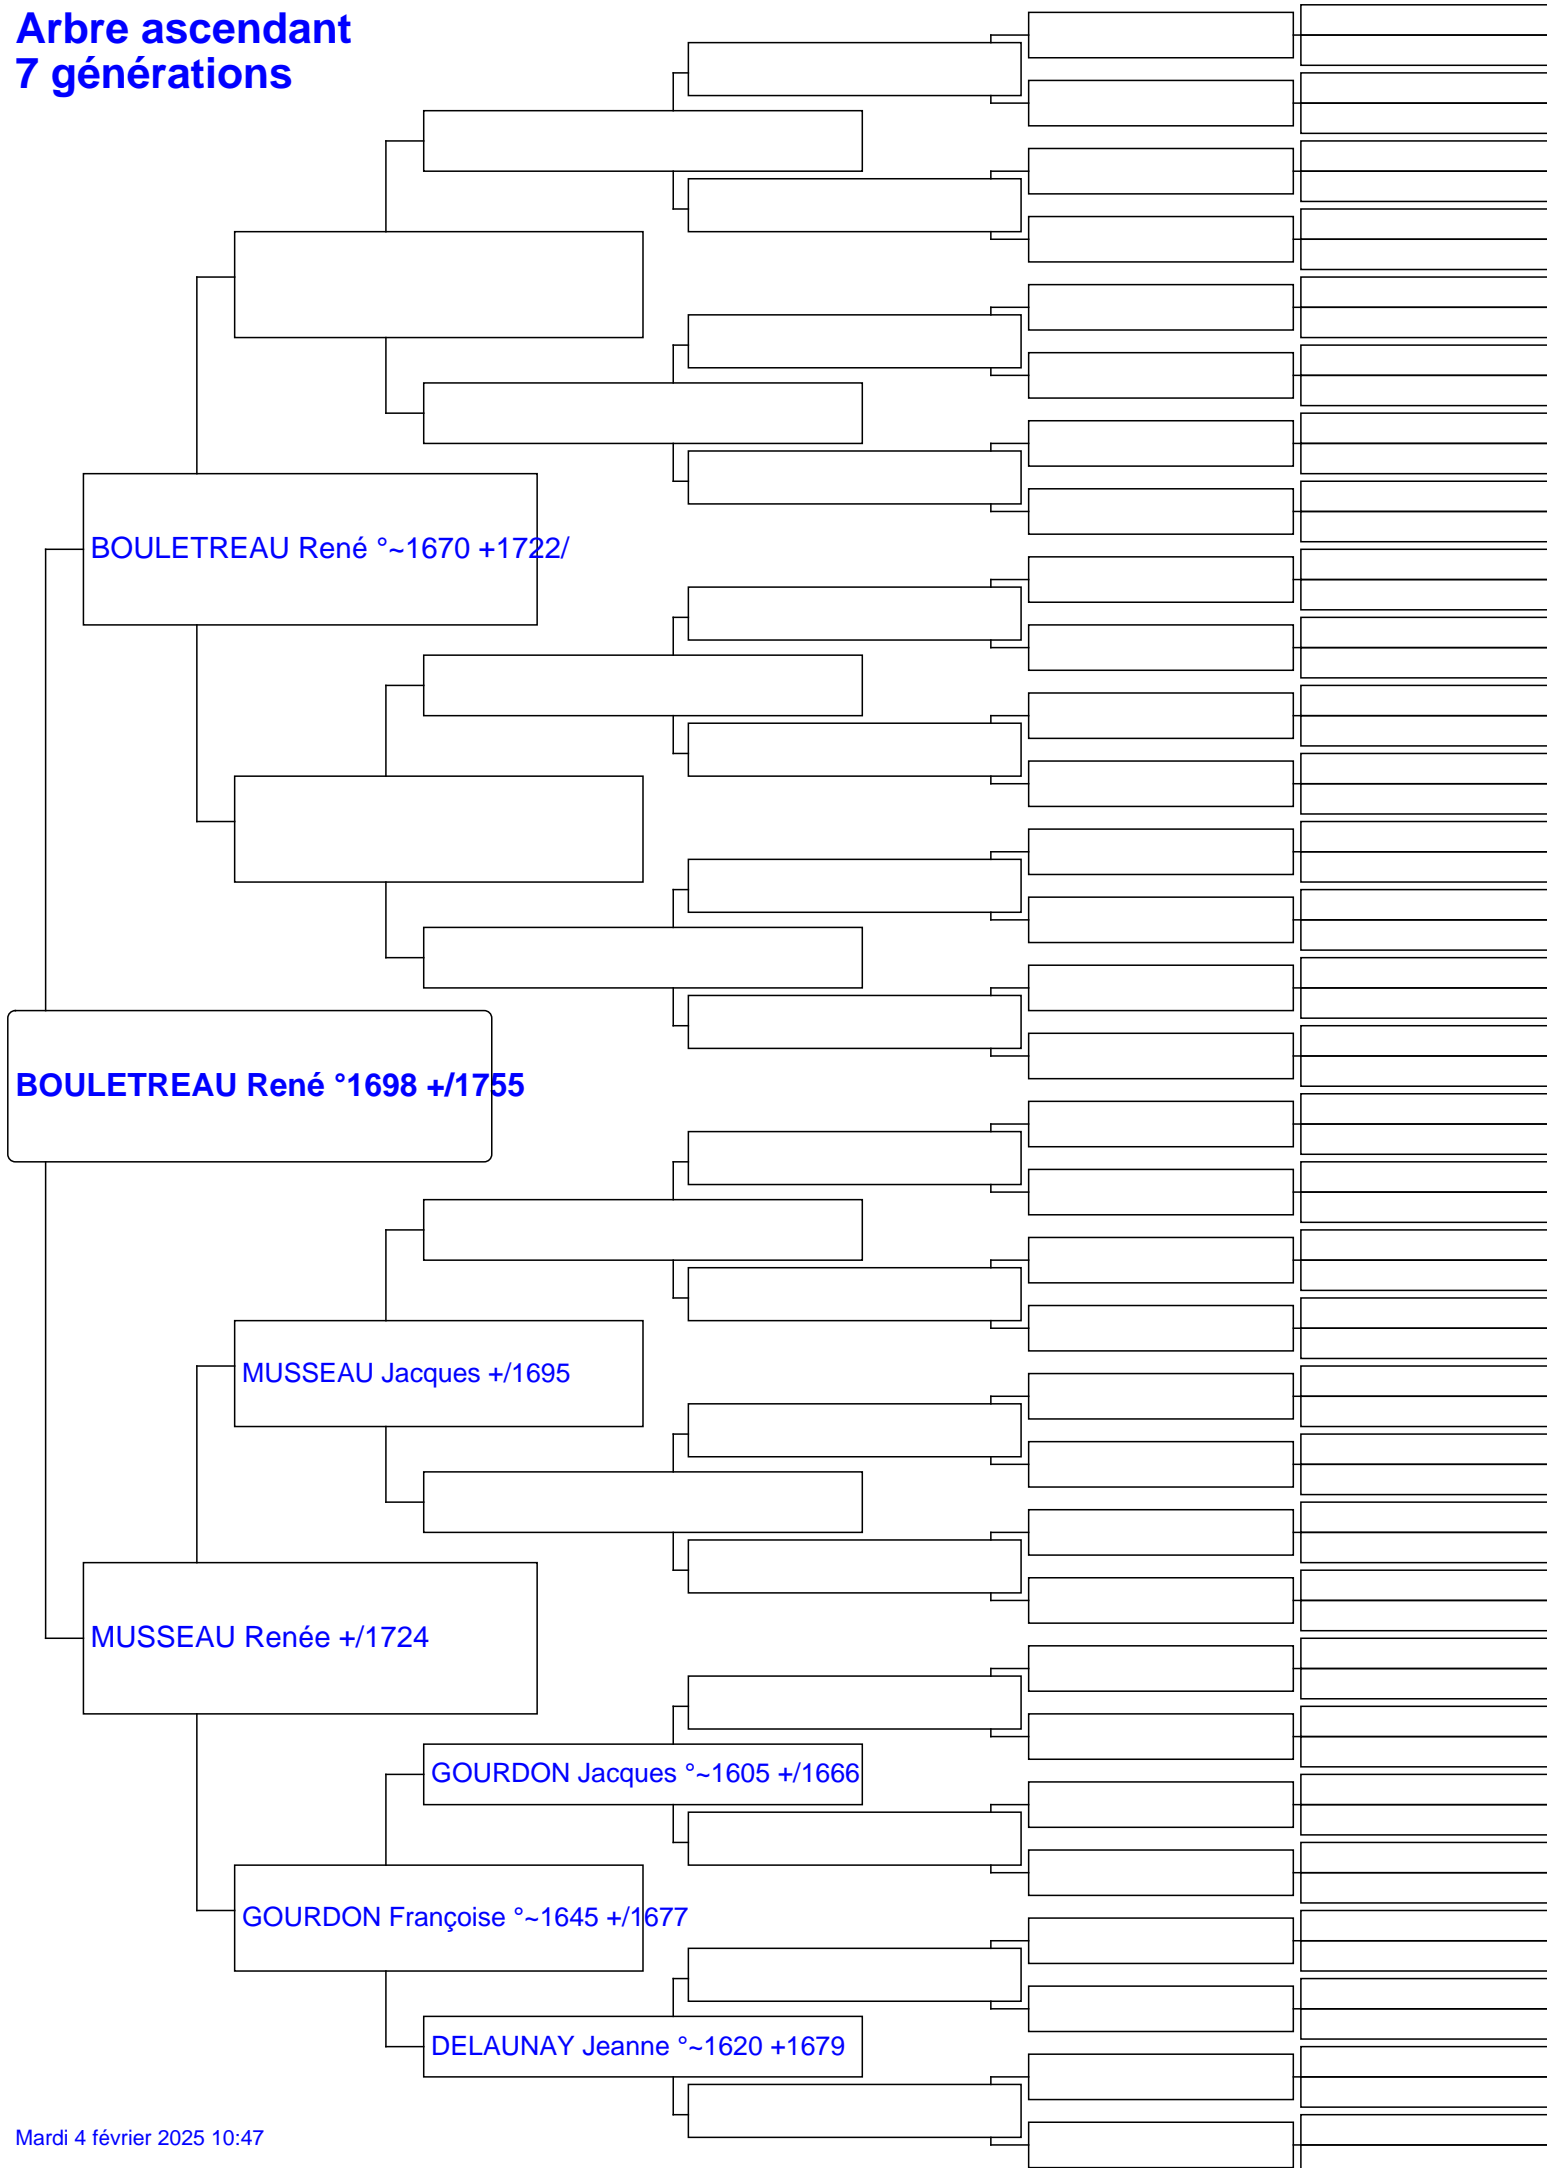 Arbre ascendant
7 générations
BOULETREAU René °~1670 +1722/
BOULETREAU René °1698 +/1755
MUSSEAU Jacques +/1695
MUSSEAU Renée +/1724
GOURDON Jacques °~1605 +/1666
GOURDON Françoise °~1645 +/1677
DELAUNAY Jeanne °~1620 +1679
Mardi 4 février 2025 10:47